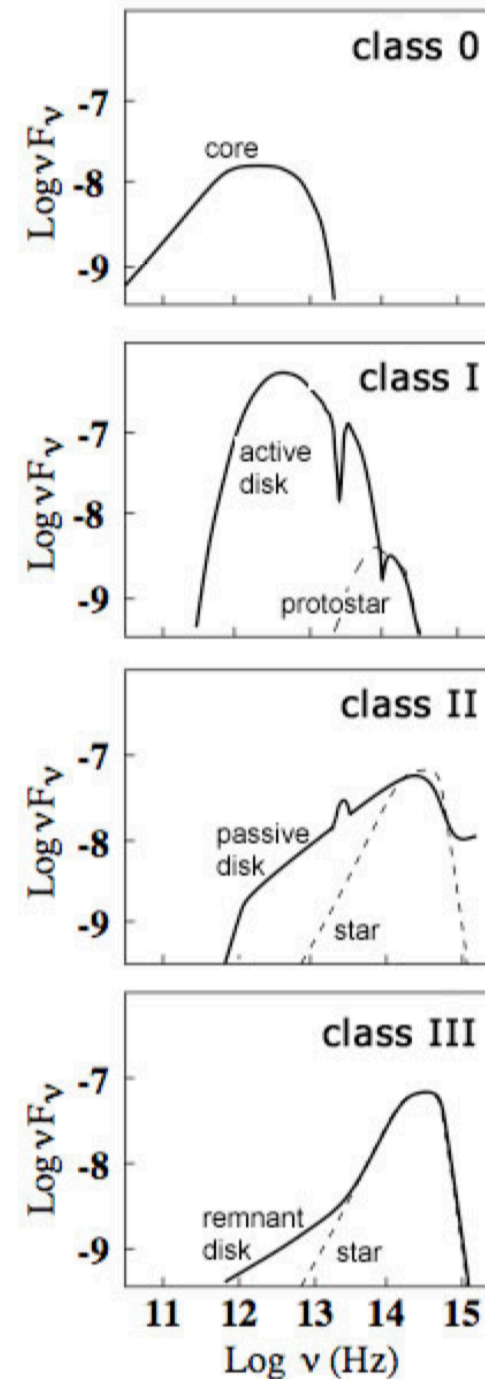 class 0
Log νFν
-7
-8
-9
core
class I
Log νFν
-7
-8
-9
active
disk
protostar
class II
Log νFν
-7
-8
-9
passive
disk
star
class III
Log νFν
-7
-8
-9
remnant
disk
star
11 12 13 14 15
Log ν (Hz)